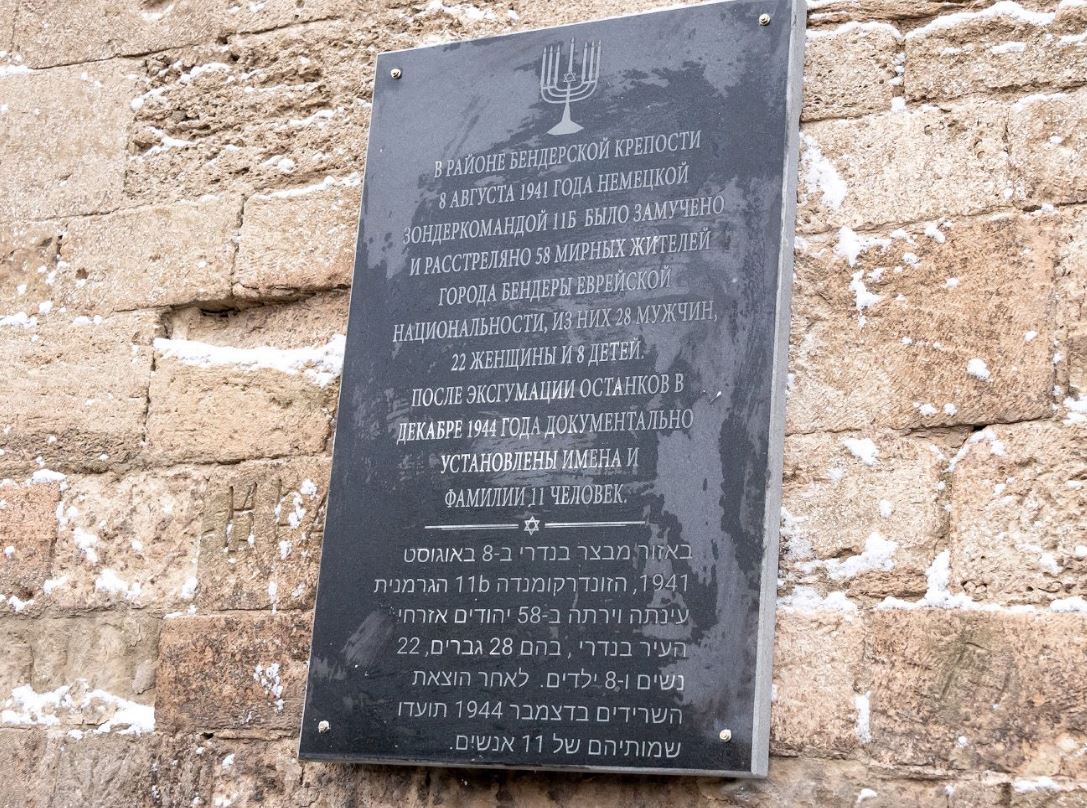 В РАЙОНЕ БЕНДЕРСКОЙ КРЕПОСТИ
8 АВГУСТА 1941 ГОДА НЕМЕЦКОЙ
ЗОНДЕРКОМАНДОЙ 11Б БЫЛО ЗАМУЧЕНО
И РАССТРЕЛЯНО 58 МИРНЫХ ЖИТЕЛЕЙ
ГОРОДА БЕНДЕРЫ ЕВРЕЙСКОЙ
НАЦИОНАЛЬНОСТИ, ИЗ НИХ 28 МУЖЧИН,
22 ЖЕНЩИНЫ И 8 ДЕТЕЙ.
ПОСЛЕ ЭКСГУМАЦИИ ОСТАНКОВ В
ДЕКАБРЕ 1944 ГОДА ДОКУМЕНТАЛЬНО
УСТАНОВЛЕНЫ ИМЕНА И
ФАМИЛИИ 11 ЧЕЛОВЕК.
באזור מבצר בנדרי ב-8 באוגוסט
1941, הזונדרקומנדה 11b הגרמנית
עינתה וירתה ב-58 יהודים אזרחי
העיר בנדרי , בהם 28 גברים, 22
נשים ו-8 ילדים. לאחר הוצאת
השרידים בדצמבר 1944 תועדו
שמותיהם של 11 אנשים.